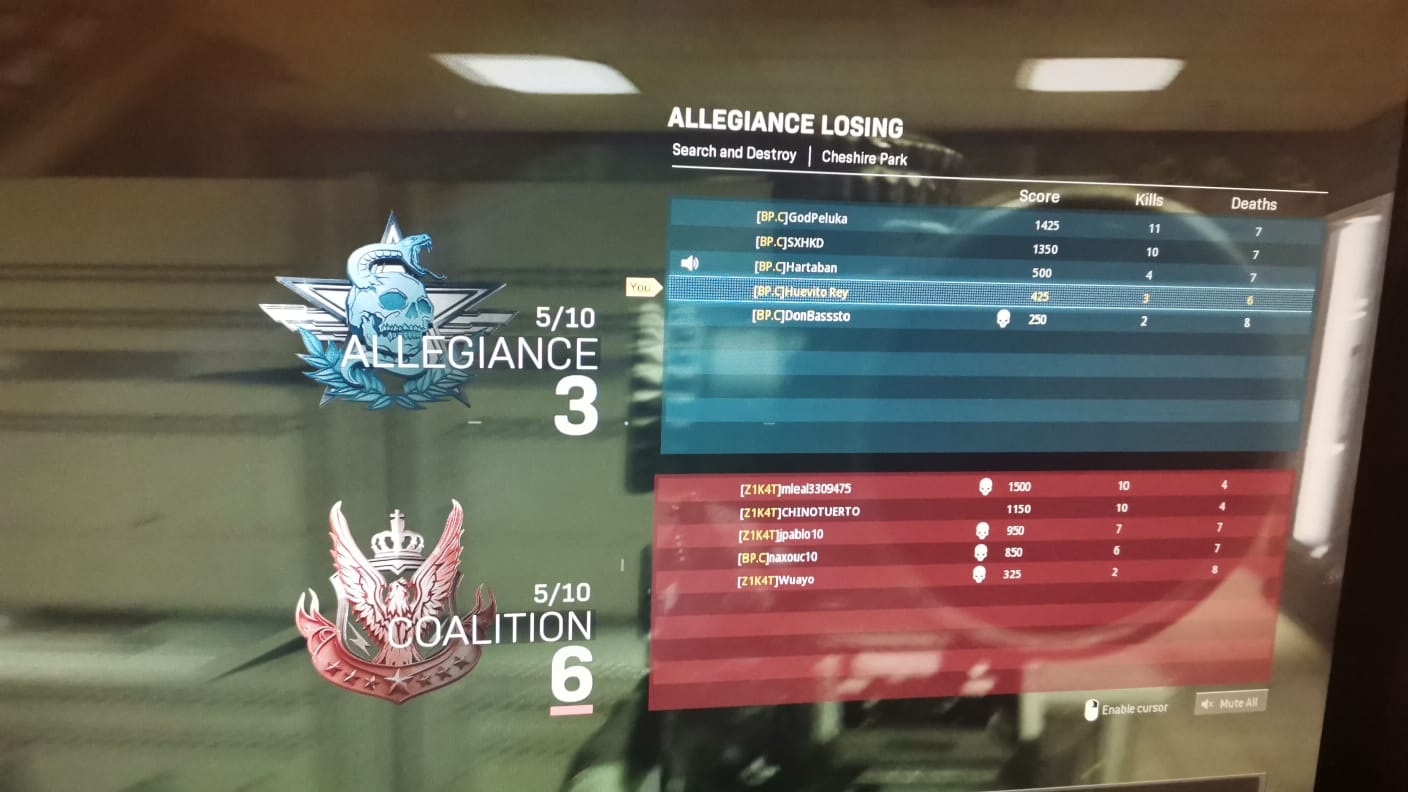 ALLEGIANCE LOSING
Search and Destroy | Cheshire Park
Score Kills Deaths
[BP.C]GodPeluka 1425 11 7
[BP.C]SXHKD 1350 10 7
[BP.C]Hartaban 500 4 7
You [BP.C]Huevito Rey 425 3 6
[BP.C]DonBasssto 250 2 8
5/10
ALLEGIANCE
3
[Z1K4T]mleal3309475 1500 10 4
[Z1K4T]CHINOTUERTO 1150 10 4
[Z1K4T]jpablo10 950 7 7
[BP.C]naxouc10 850 6 7
[Z1K4T]Wuayo 325 2 8
5/10
COALITION
6
Enable cursor
Mute All